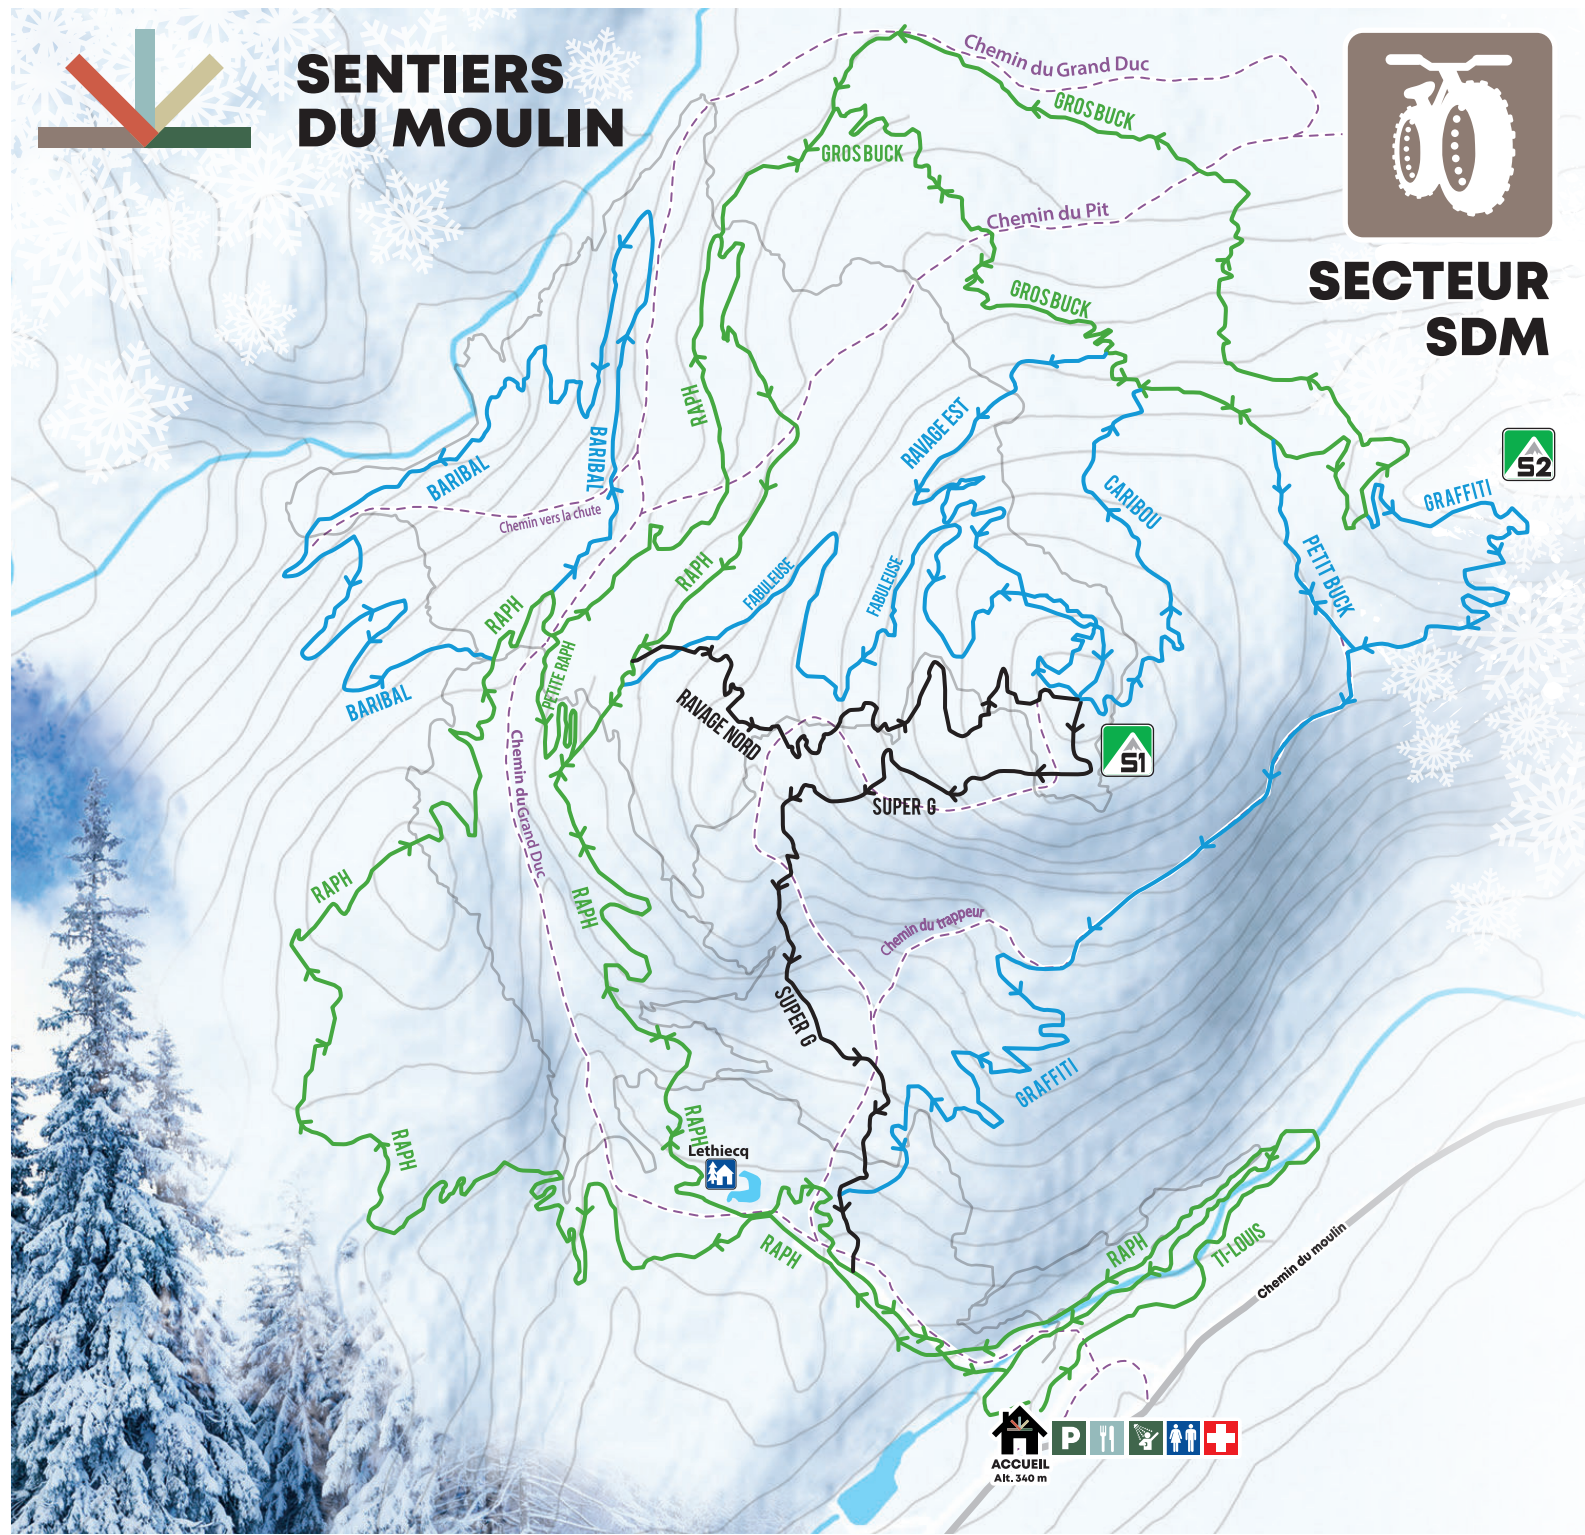 SENTIERS
DU MOULIN
SECTEUR
SDM
Chemin du Grand Duc
GROS BUCK
GROS BUCK
Chemin du Pit
GROS BUCK
RAPH
RAVAGE EST
BARIBAL
BARIBAL
Chemin vers la chute
CARIBOU
GRAFFITI
S2
PETIT BUCK
RAPH
FABULEUSE
FABULEUSE
RAPH
PETITE RAPH
BARIBAL
RAVAGE NORD
S1
Chemin du Grand Duc
SUPER G
RAPH
RAPH
Chemin du trappeur
SUPER G
GRAFFITI
RAPH
RAPH
Lethiecq
RAPH
RAPH
TI-LOUIS
Chemin du moulin
P
ACCUEIL
Alt. 340 m